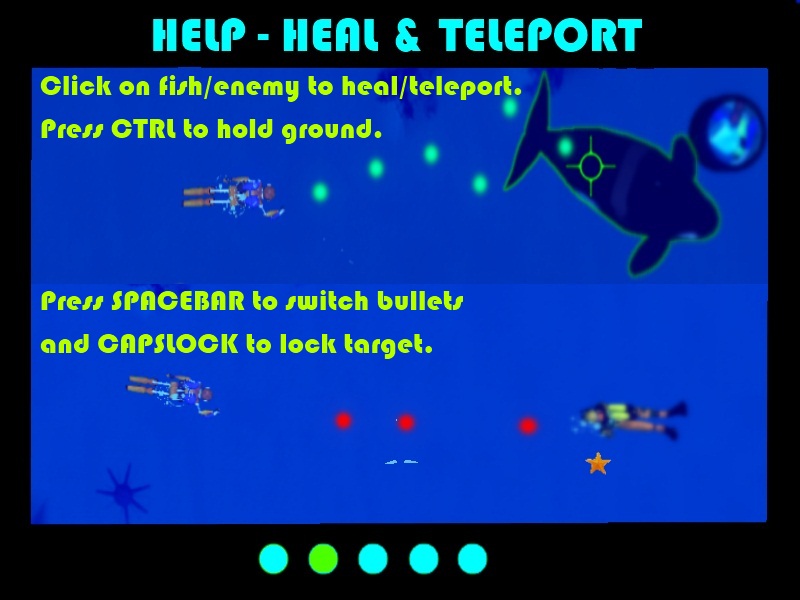 HELP - HEAL & TELEPORT
Click on fish/enemy to heal/teleport.
Press CTRL to hold ground.
Press SPACEBAR to switch bullets
and CAPSLOCK to lock target.